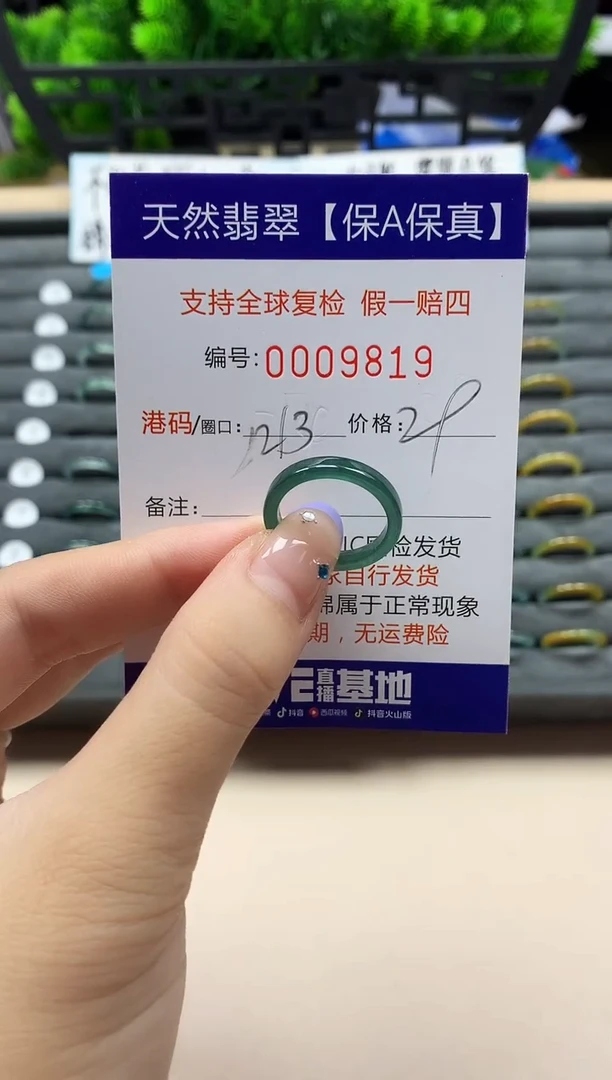 天然翡翠【保A保真】
支持全球复检 假一赔四
编号:0009819
港码/圈口: 价格:
备注:
检发货
自行发货
属于正常现象
期，无运费险
直播基地
抖音 西瓜视频 抖音火山版